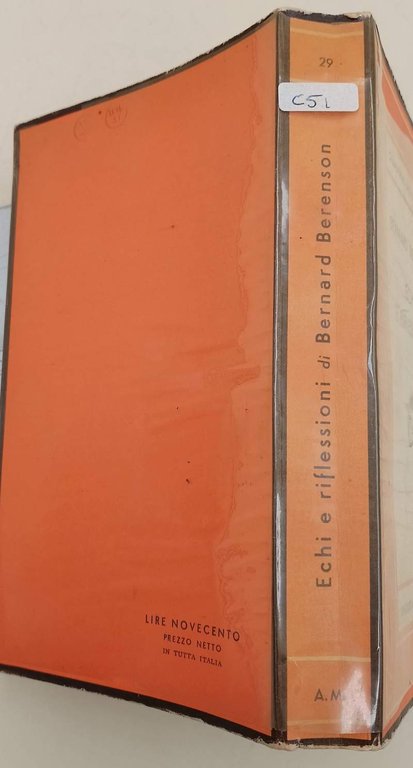 29
C51
Echi e riflessioni di Bernard Berenson
A.M.
LIRE NOVECENTO
PREZZO NETTO
IN TUTTA ITALIA